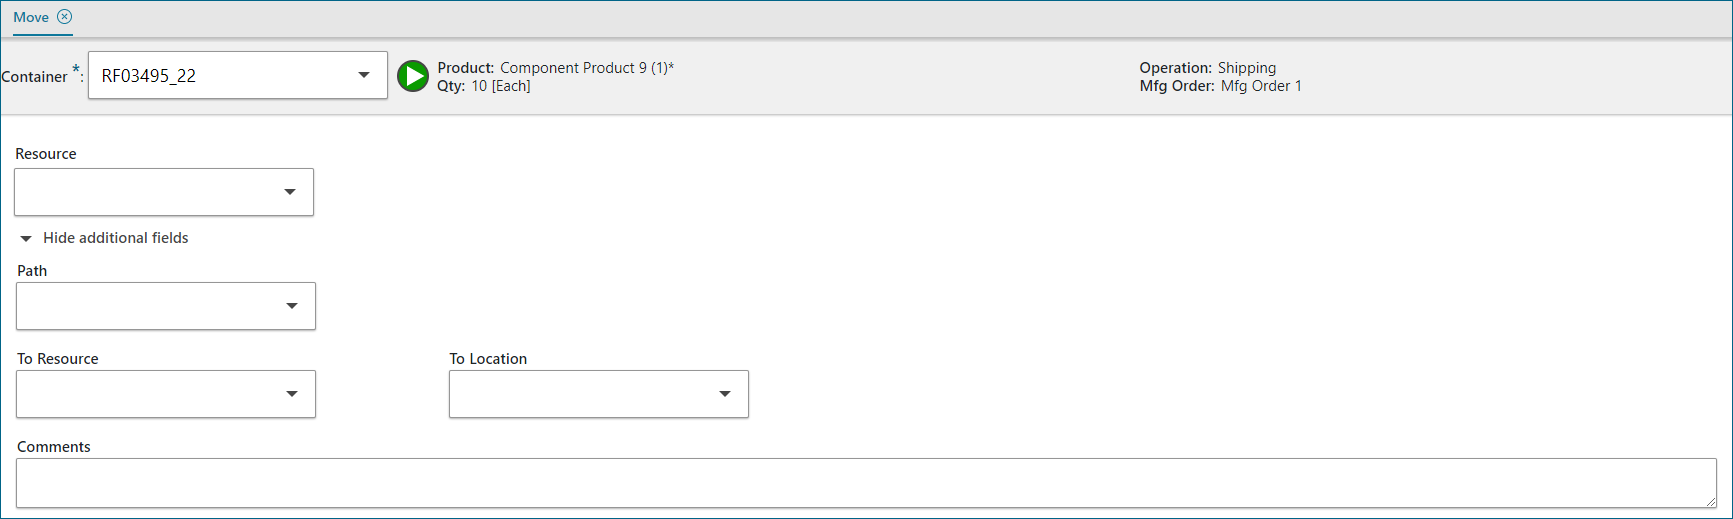 Move
Container *: RF03495_22
Product: Component Product 9 (1)*
Qty: 10 [Each]
Operation: Shipping
Mfg Order: Mfg Order 1
Resource
Hide additional fields
Path
To Resource
To Location
Comments